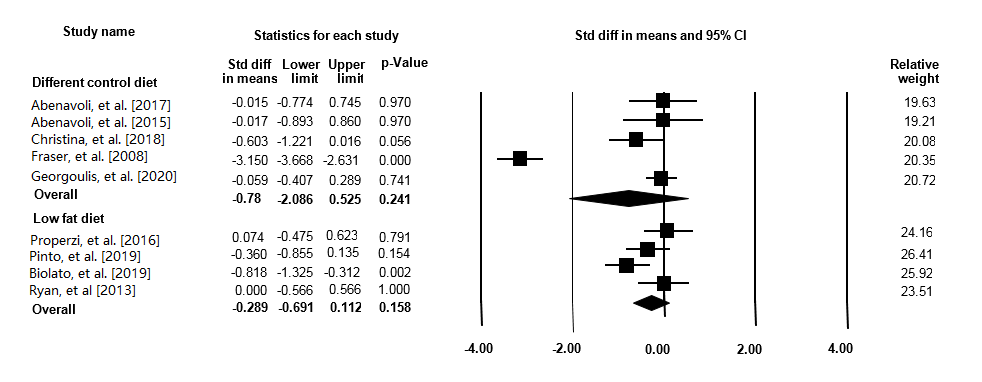 Study name Statistics for each study Std diff in means and 95% CI
Std diff Lower Upper p-Value Relative
in means limit limit weight
Different control diet
Abenavoli, et al. [2017] -0.015 -0.774 0.745 0.970 19.63
Abenavoli, et al. [2015] -0.017 -0.893 0.860 0.970 19.21
Christina, et al. [2018] -0.603 -1.221 0.016 0.056 20.08
Fraser, et al. [2008] -3.150 -3.668 -2.631 0.000 20.35
Georgoulis, et al. [2020] -0.059 -0.407 0.289 0.741 20.72
Overall -0.78 -2.086 0.525 0.241
Low fat diet
Properzi, et al. [2016] 0.074 -0.475 0.623 0.791 24.16
Pinto, et al. [2019] -0.360 -0.855 0.135 0.154 26.41
Biolato, et al. [2019] -0.818 -1.325 -0.312 0.002 25.92
Ryan, et al [2013] 0.000 -0.566 0.566 1.000 23.51
Overall -0.289 -0.691 0.112 0.158
-4.00 -2.00 0.00 2.00 4.00